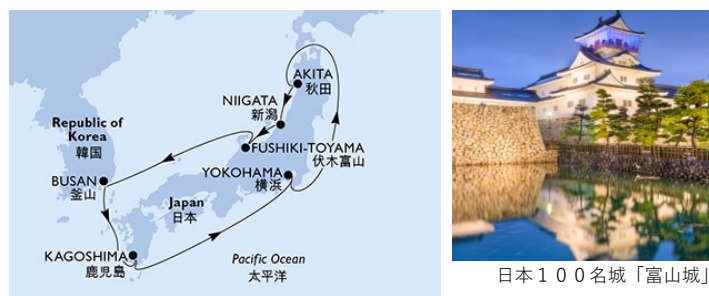 AKITA
秋田
NIIGATA
新潟
Republic of
Korea
韓国
FUSHIKI-TOYAMA
伏木富山
YOKOHAMA
横浜
BUSAN
釜山
Japan
日本
KAGOSHIMA
鹿児島
Pacific Ocean
太平洋
日本１００名城「富山城」